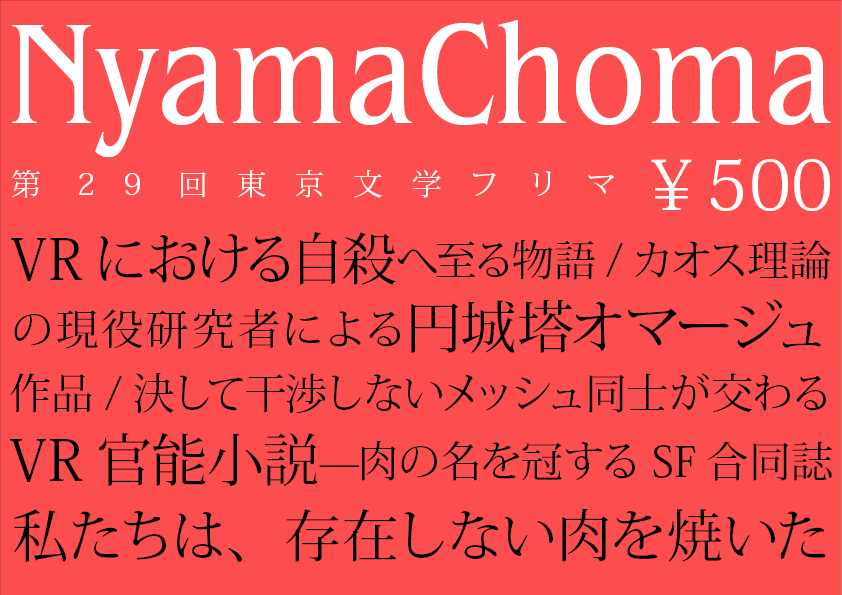 NyamaChoma
第29回東京文学フリマ ￥500
VRにおける自殺へ至る物語 / カオス理論
の現役研究者による円城塔オマージュ
作品 / 決して干渉しないメッシュ同士が交わる
VR官能小説―肉の名を冠する SF 合同誌
私たちは、存在しない肉を焼いた